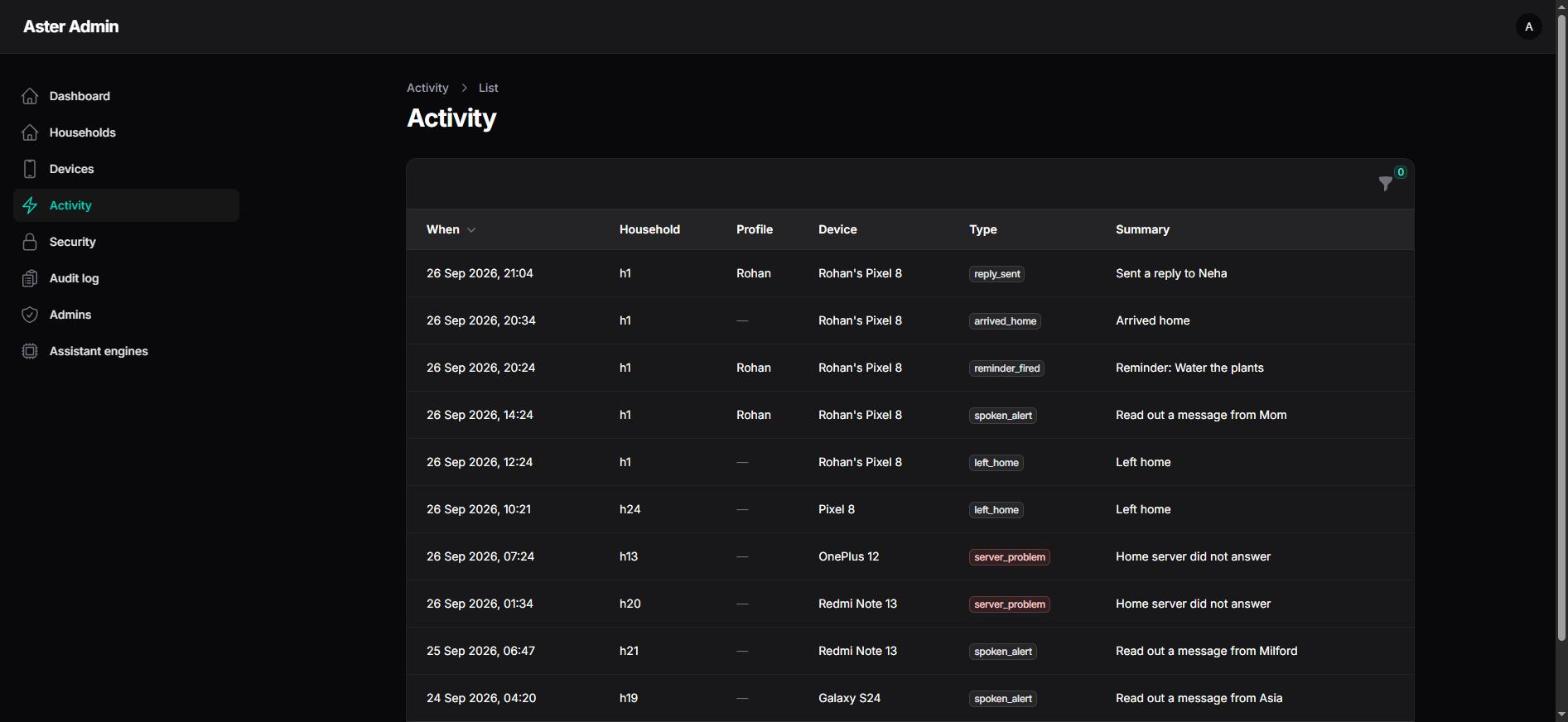 Aster Admin
A
Dashboard
Households
Devices
Activity
Security
Audit log
Admins
Assistant engines
Activity > List
Activity
0
When Household Profile Device Type Summary
26 Sep 2026, 21:04 h1 Rohan Rohan's Pixel 8 reply_sent Sent a reply to Neha
26 Sep 2026, 20:34 h1 — Rohan's Pixel 8 arrived_home Arrived home
26 Sep 2026, 20:24 h1 Rohan Rohan's Pixel 8 reminder_fired Reminder: Water the plants
26 Sep 2026, 14:24 h1 Rohan Rohan's Pixel 8 spoken_alert Read out a message from Mom
26 Sep 2026, 12:24 h1 — Rohan's Pixel 8 left_home Left home
26 Sep 2026, 10:21 h24 — Pixel 8 left_home Left home
26 Sep 2026, 07:24 h13 — OnePlus 12 server_problem Home server did not answer
26 Sep 2026, 01:34 h20 — Redmi Note 13 server_problem Home server did not answer
25 Sep 2026, 06:47 h21 — Redmi Note 13 spoken_alert Read out a message from Milford
24 Sep 2026, 04:20 h19 — Galaxy S24 spoken_alert Read out a message from Asia